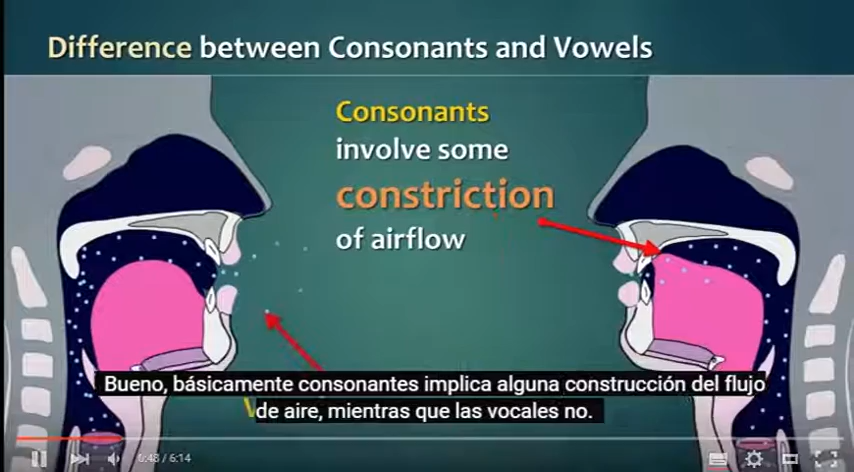 Difference between Consonants and Vowels
Consonants
involve some
constriction
of airflow
Bueno, básicamente consonantes implica alguna construcción del flujo
de aire, mientras que las vocales no.
0:48 / 6:14